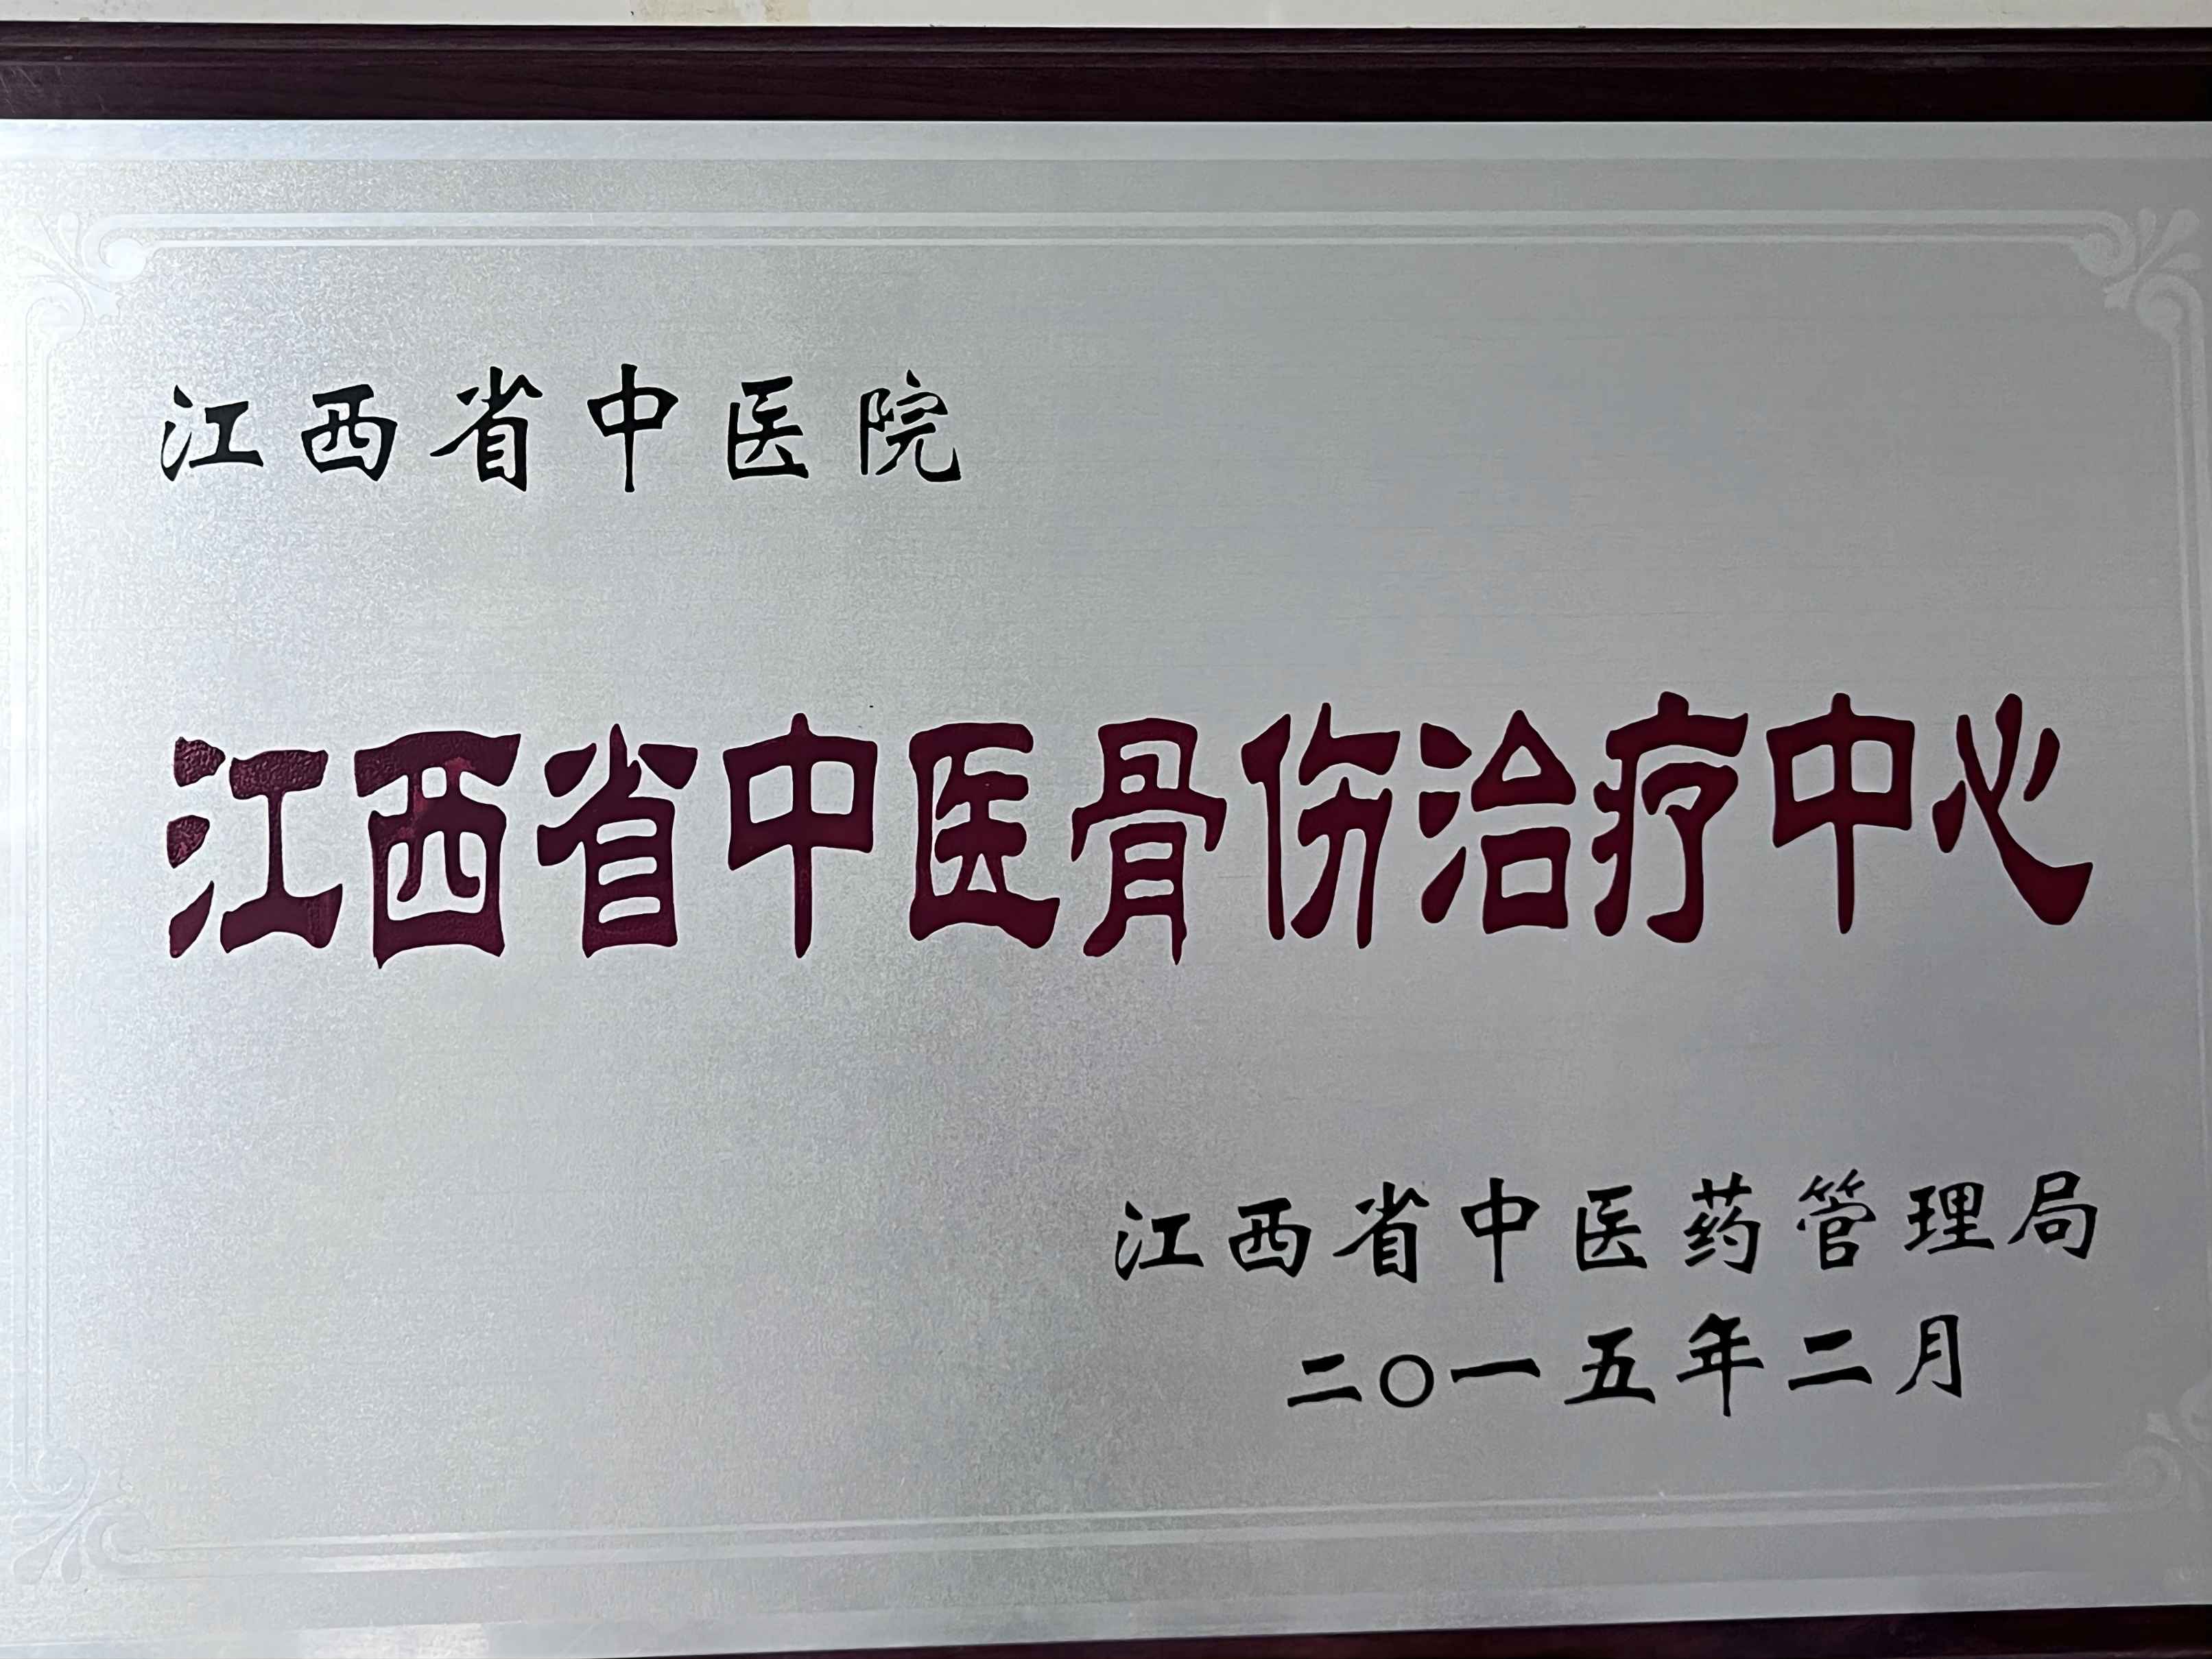 江西省中医院
江西省中医骨伤治疗中心
江西省中医药管理局
二〇一五年二月